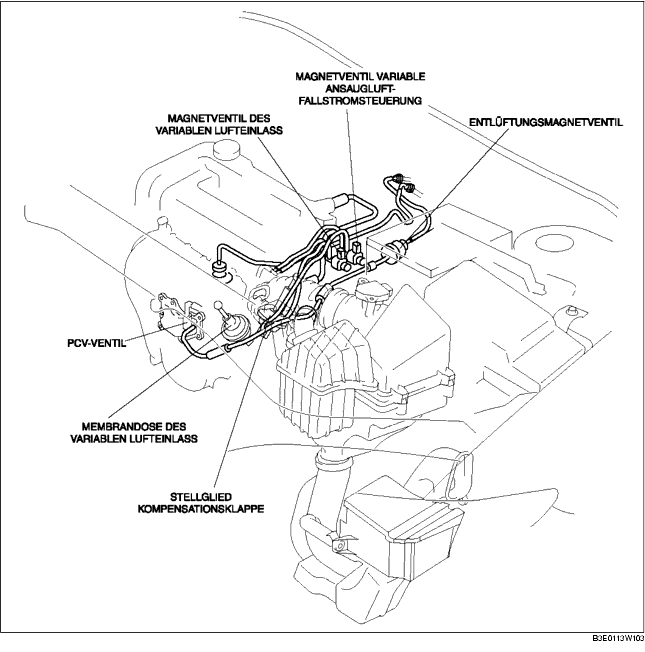 MAGNETVENTIL VARIABLE
ANSAUGLUFT-
FALLSTROMSTEUERUNG
MAGNETVENTIL DES
VARIABLEN LUFTEINLASS
ENTLÜFTUNGSMAGNETVENTIL
PCV-VENTIL
MEMBRANDOSE DES
VARIABLEN LUFTEINLASS
STELLGLIED
KOMPENSATIONSKLAPPE
B3E0113W103